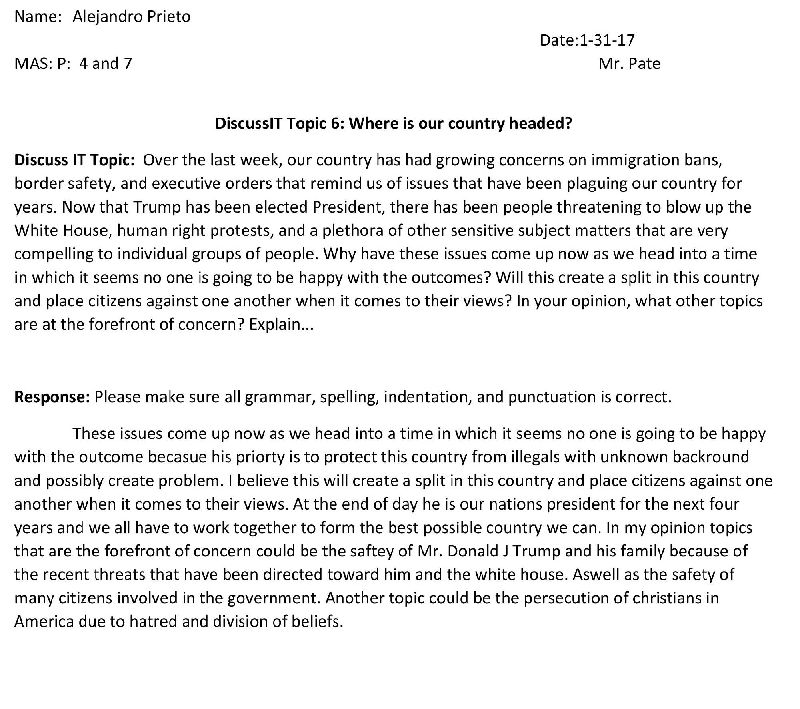 Name: Alejandro Prieto
Date:1-31-17
MAS: P: 4 and 7 Mr. Pate
DiscussIT Topic 6: Where is our country headed?
Discuss IT Topic: Over the last week, our country has had growing concerns on immigration bans,
border safety, and executive orders that remind us of issues that have been plaguing our country for
years. Now that Trump has been elected President, there has been people threatening to blow up the
White House, human right protests, and a plethora of other sensitive subject matters that are very
compelling to individual groups of people. Why have these issues come up now as we head into a time
in which it seems no one is going to be happy with the outcomes? Will this create a split in this country
and place citizens against one another when it comes to their views? In your opinion, what other topics
are at the forefront of concern? Explain...
Response: Please make sure all grammar, spelling, indentation, and punctuation is correct.
These issues come up now as we head into a time in which it seems no one is going to be happy
with the outcome becasue his priorty is to protect this country from illegals with unknown backround
and possibly create problem. I believe this will create a split in this country and place citizens against one
another when it comes to their views. At the end of day he is our nations president for the next four
years and we all have to work together to form the best possible country we can. In my opinion topics
that are the forefront of concern could be the saftey of Mr. Donald J Trump and his family because of
the recent threats that have been directed toward him and the white house. Aswell as the safety of
many citizens involved in the government. Another topic could be the persecution of christians in
America due to hatred and division of beliefs.